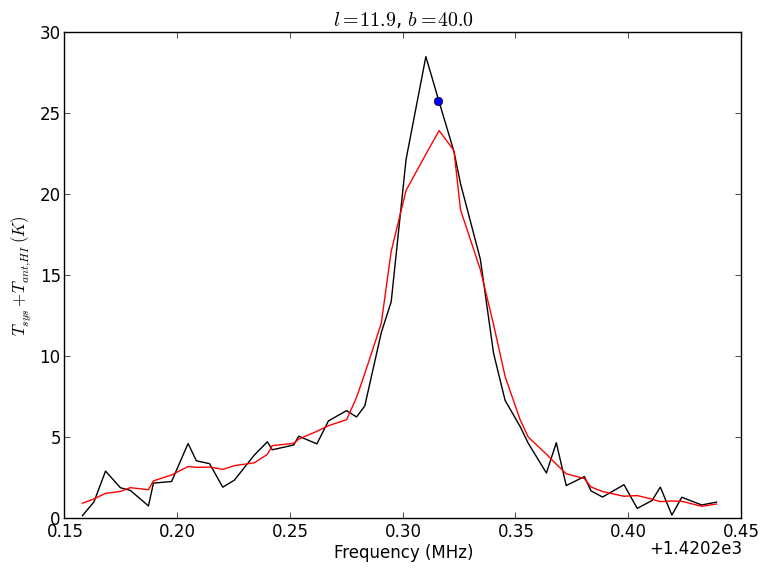 l = 11.9, b = 40.0
30
25
20
15
10
5
0
T_sys + T_ant,HI (K)
0.15 0.20 0.25 0.30 0.35 0.40 0.45
Frequency (MHz)
+1.4202e3